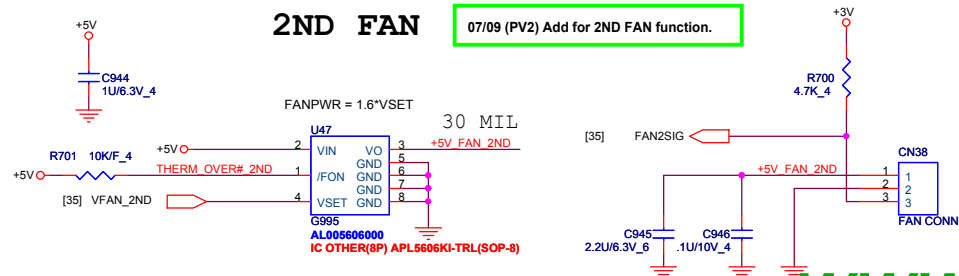 2ND FAN
07/09 (PV2) Add for 2ND FAN function.
+5V
C944
1U/6.3V_4
FANPWR = 1.6*VSET
U47
30 MIL
+5V
2 VIN VO 3 +5V_FAN_2ND
GND 5
R701 10K/F_4
+5V THERM_OVER#_2ND 1 /FON GND 6
GND 7
[35] VFAN_2ND 4 VSET GND 8
G995
AL005606000
IC OTHER(8P) APL5606KI-TRL(SOP-8)
+3V
R700
4.7K_4
[35] FAN2SIG
CN38
+5V_FAN_2ND 1 1
2 2
3 3
FAN CONN
C945
2.2U/6.3V_6
C946
.1U/10V_4